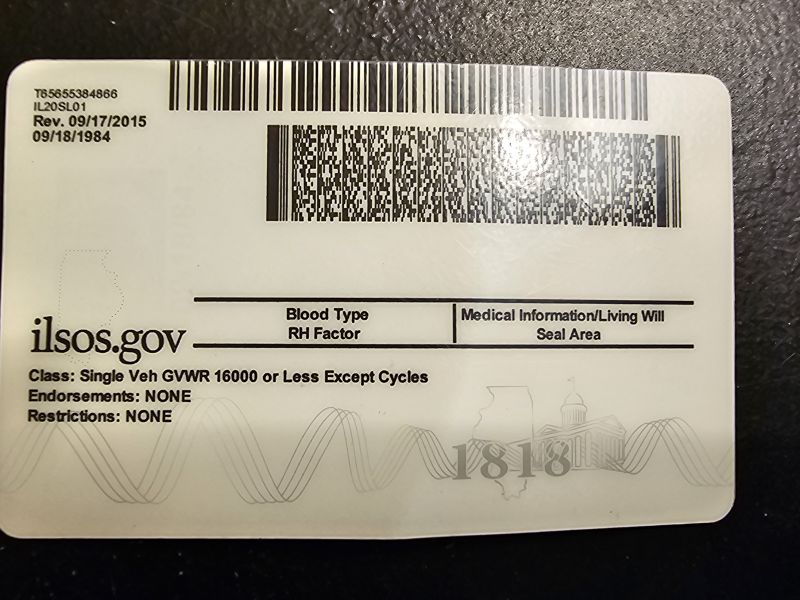 T65655384866
IL20SL01
Rev. 09/17/2015
09/18/1984
Blood Type
RH Factor
Medical Information/Living Will
Seal Area
ilsos.gov
Class: Single Veh GVWR 16000 or Less Except Cycles
Endorsements: NONE
Restrictions: NONE
1818